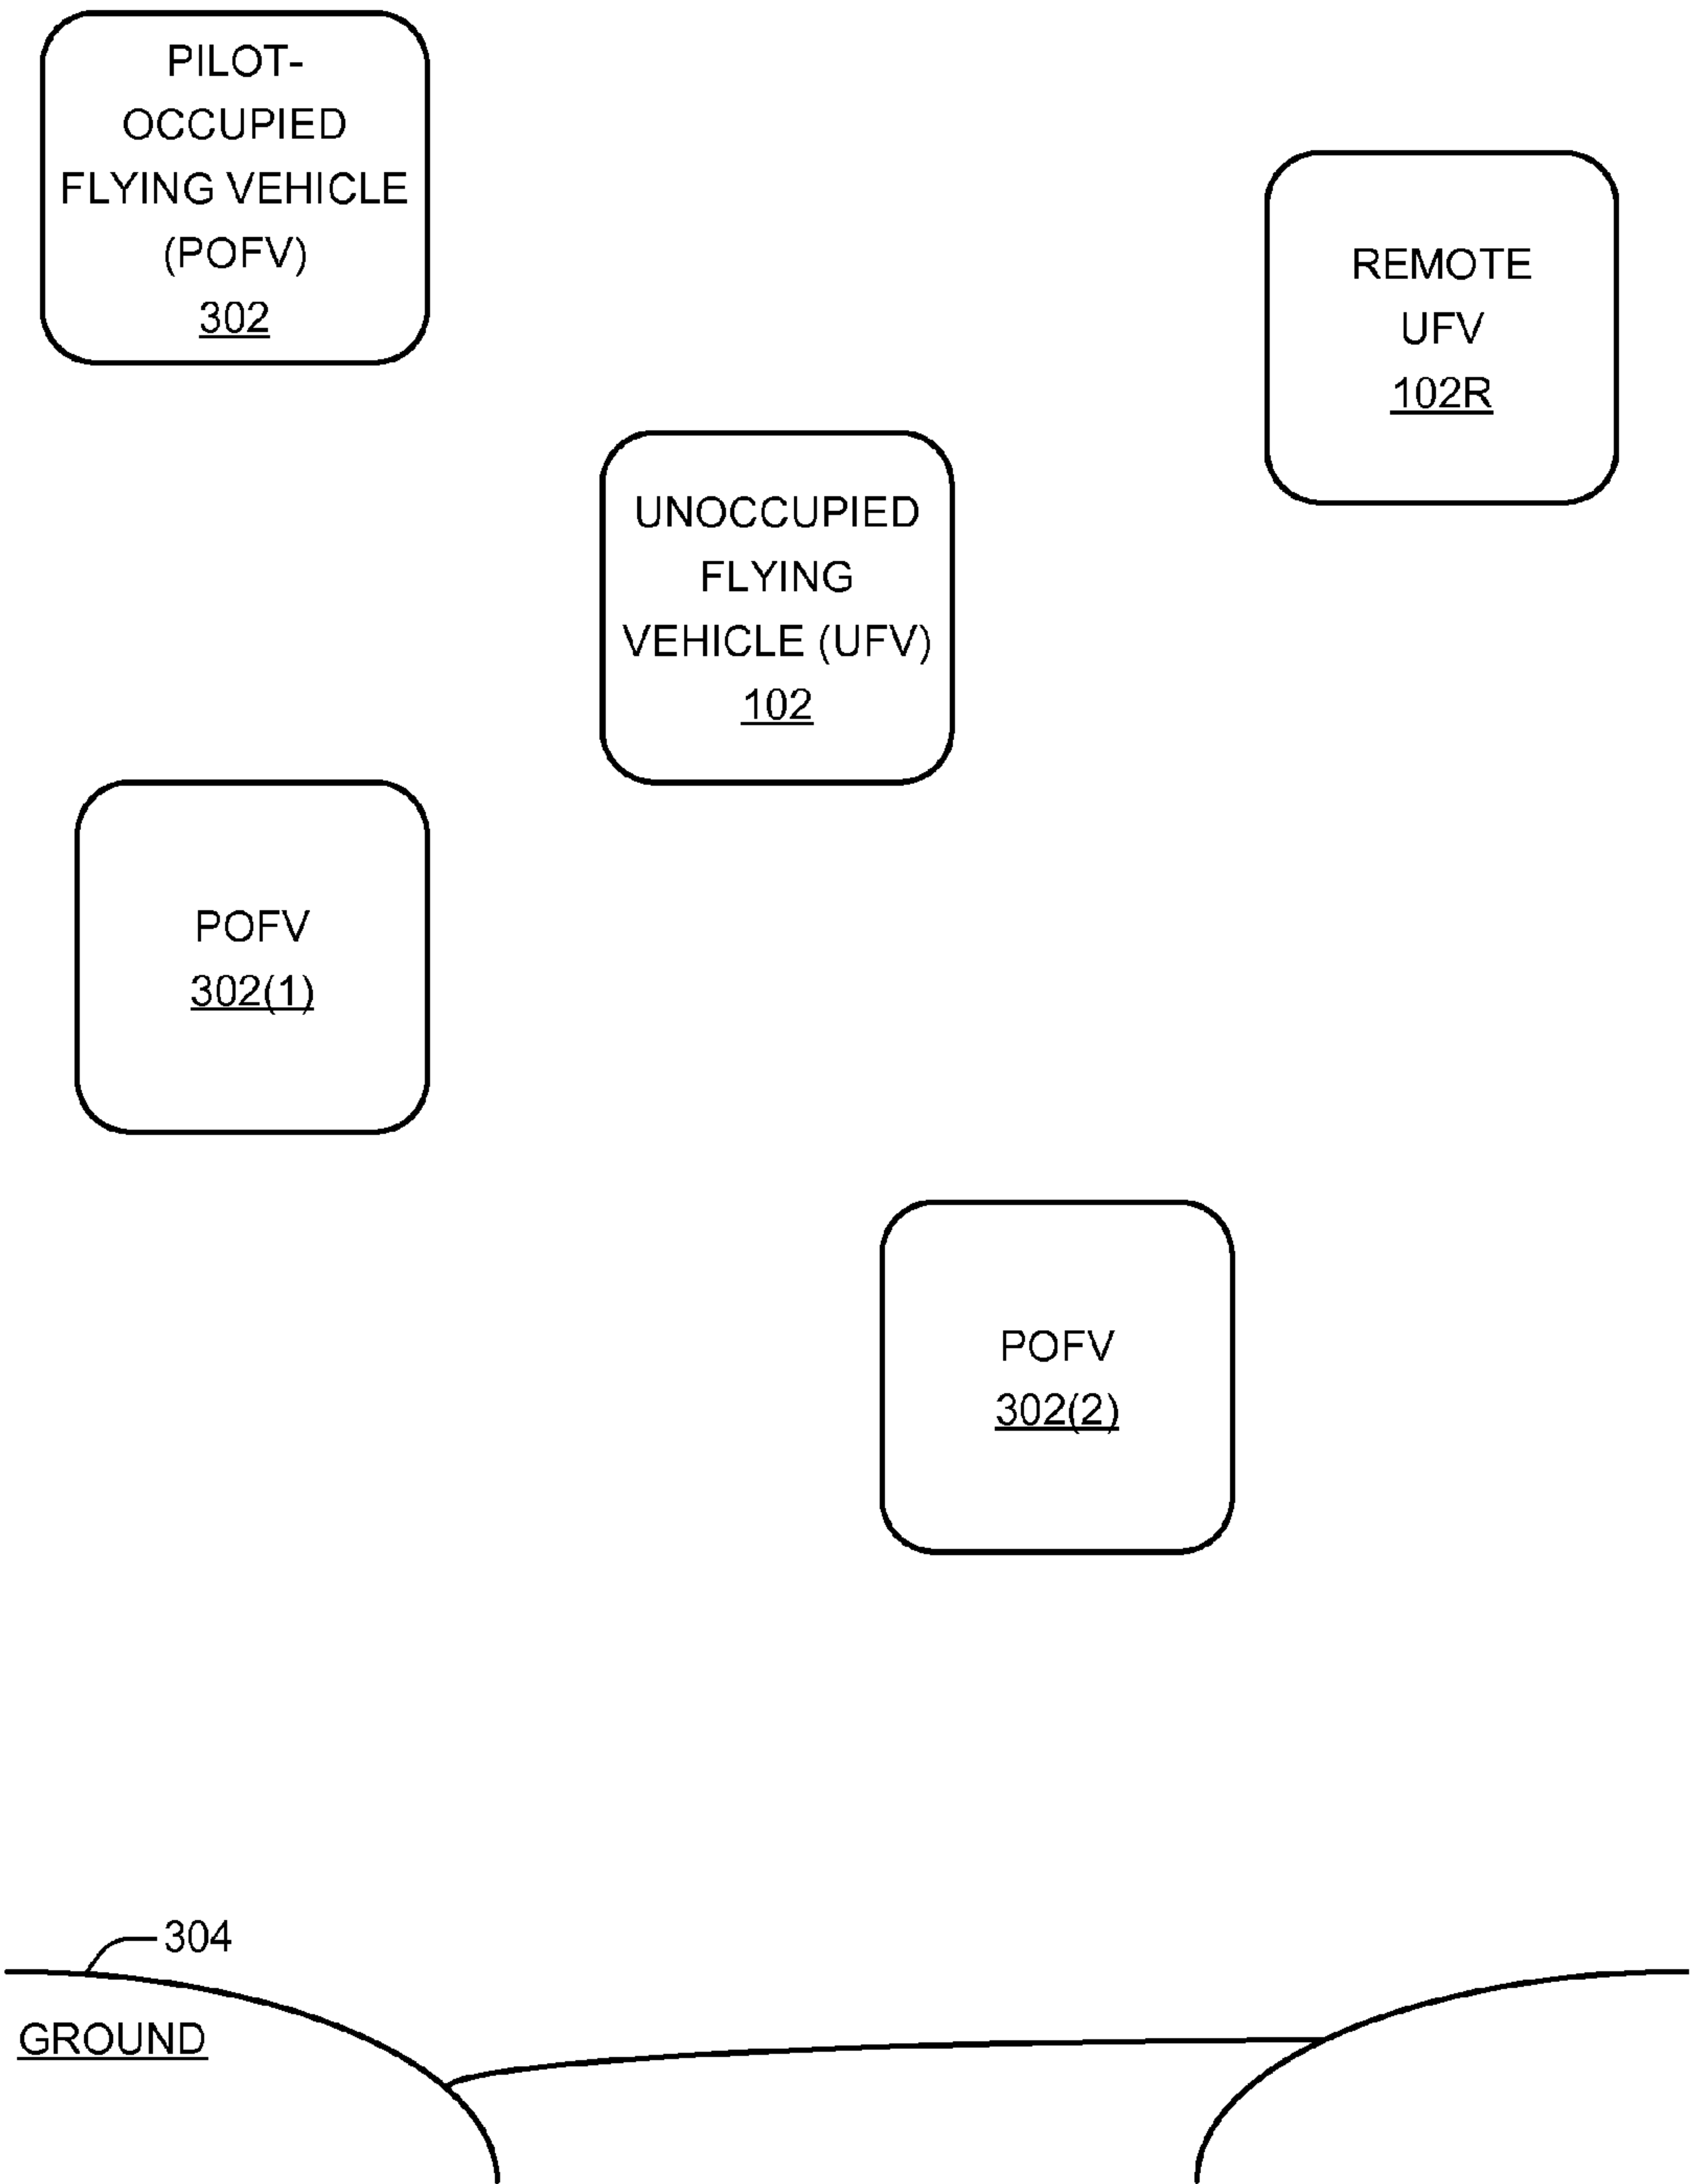 PILOT-
OCCUPIED
FLYING VEHICLE
(POFV)
302
REMOTE
UFV
102R
UNOCCUPIED
FLYING
VEHICLE (UFV)
102
POFV
302(1)
POFV
302(2)
304
GROUND